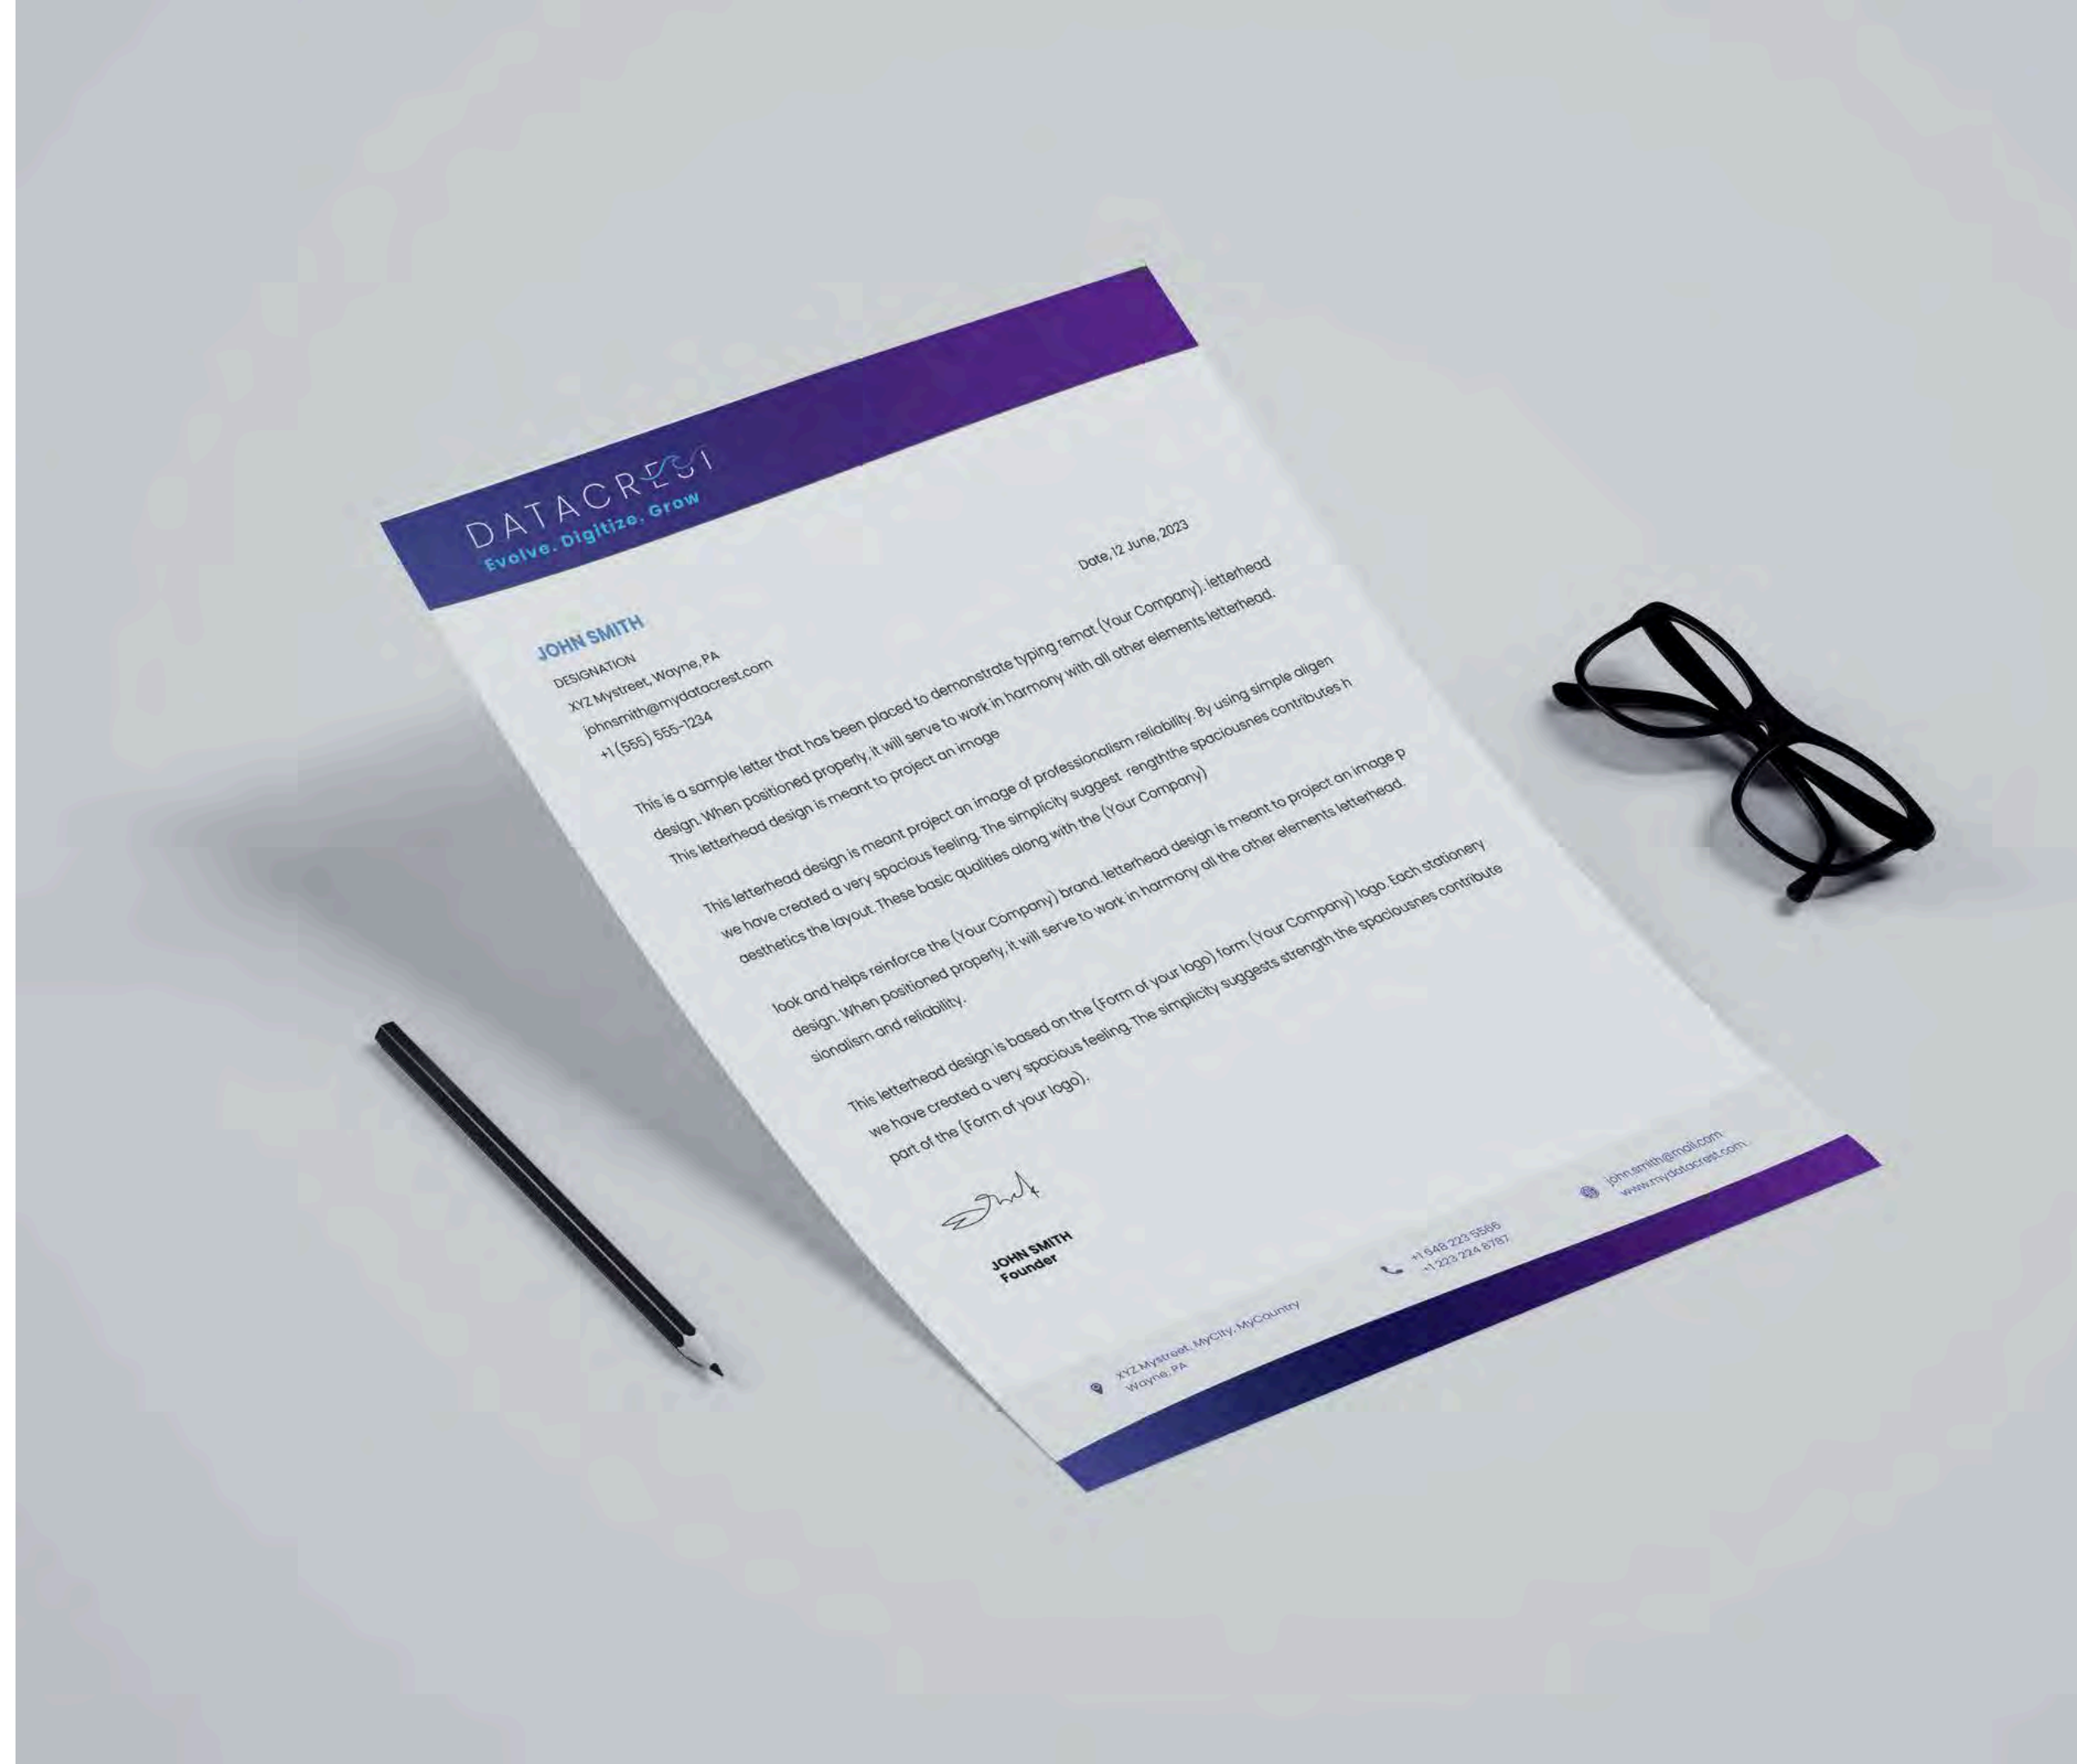 DATACREST
Evolve. Digitize, Grow
Date, 12 June, 2023
JOHN SMITH
DESIGNATION
XYZ Mystreet, Wayne, PA
johnsmith@mydatacrest.com
+1 (555) 555-1234
This is a sample letter that has been placed to demonstrate typing remat (Your Company). letterhead
design. When positioned properly, it will serve to work in harmony with all other elements letterhead.
This letterhead design is meant to project an image
This letterhead design is meant project an image of professionalism reliability. By using simple aligen
we have created a very spacious feeling. The simplicity suggest rengththe spaciousnes contributes h
aesthetics the layout. These basic qualities along with the (Your Company)
look and helps reinforce the (Your Company) brand. letterhead design is meant to project an image p
design. When positioned properly, it will serve to work in harmony all the other elements letterhead.
sionalism and reliability.
This letterhead design is based on the (Form of your logo) form (Your Company) logo. Each stationery
we have created a very spacious feeling. The simplicity suggests strength the spaciousnes contribute
part of the (Form of your logo).
JOHN SMITH
Founder
XYZ Mystreet, MyCity, MyCountry
Wayne, PA
+1 548 223 5566
+1 223 224 8787
john.smith@mail.com
www.mydatacrest.com